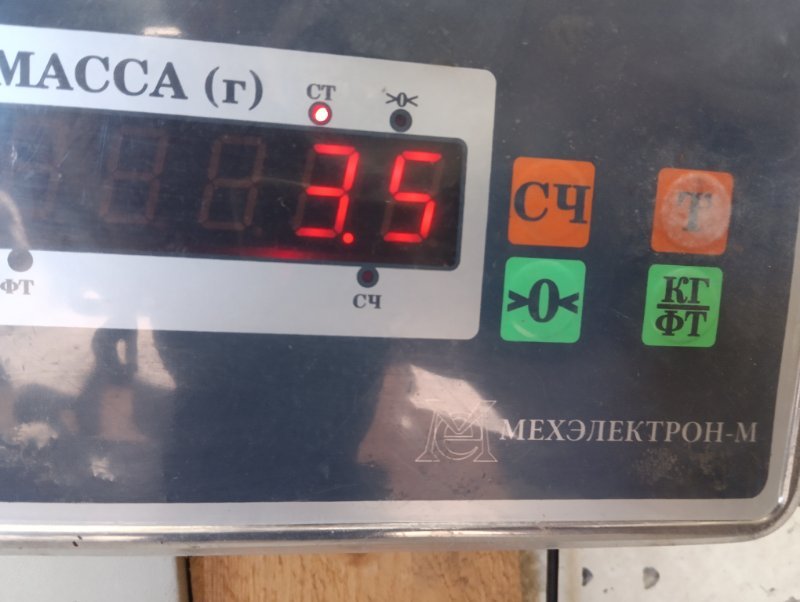 МАССА (г)
СТ >0<
3.5
ФТ СЧ
СЧ Т
>0< КГ
ФТ
МЕХЭЛЕКТРОН-М